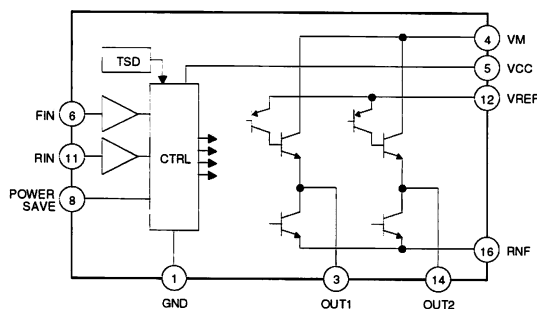 4 VM
TSD
5 VCC
12 VREF
FIN 6
RIN 11
CTRL
POWER
SAVE 8
16 RNF
1
3
14
GND
OUT1
OUT2